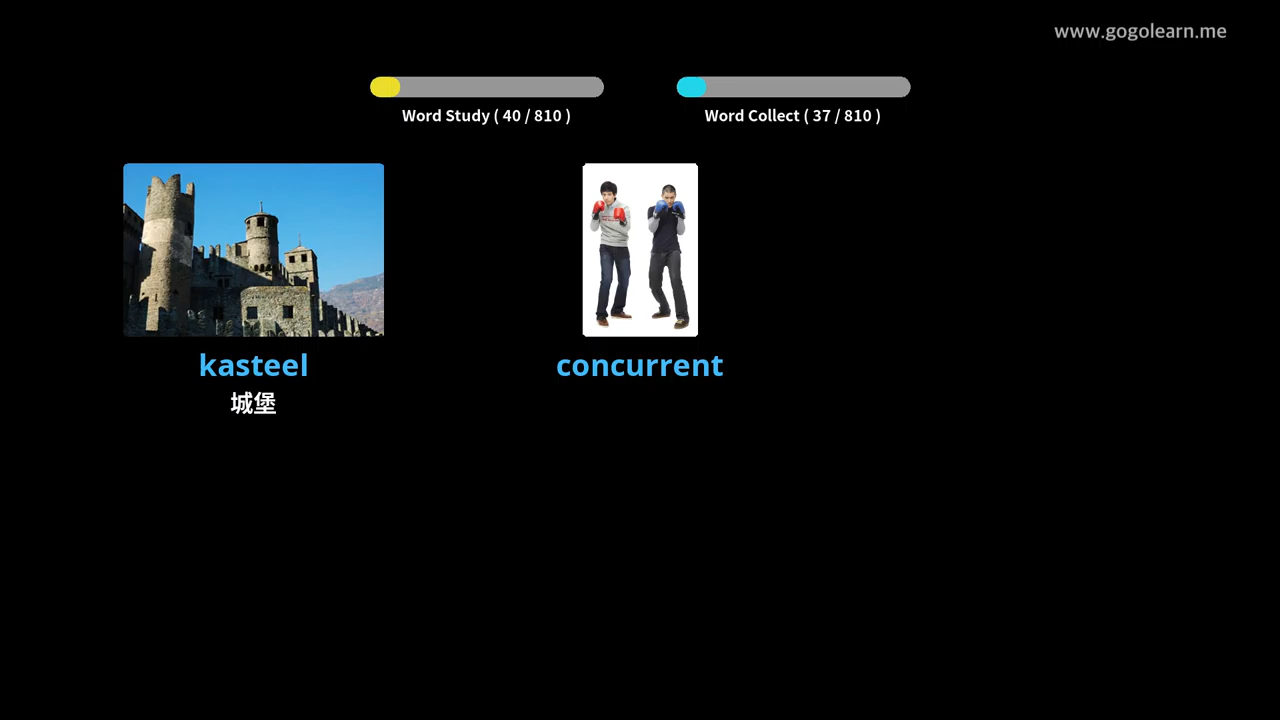 www.gogolearn.me
Word Study ( 40 / 810 )
Word Collect ( 37 / 810 )
kasteel
城堡
concurrent